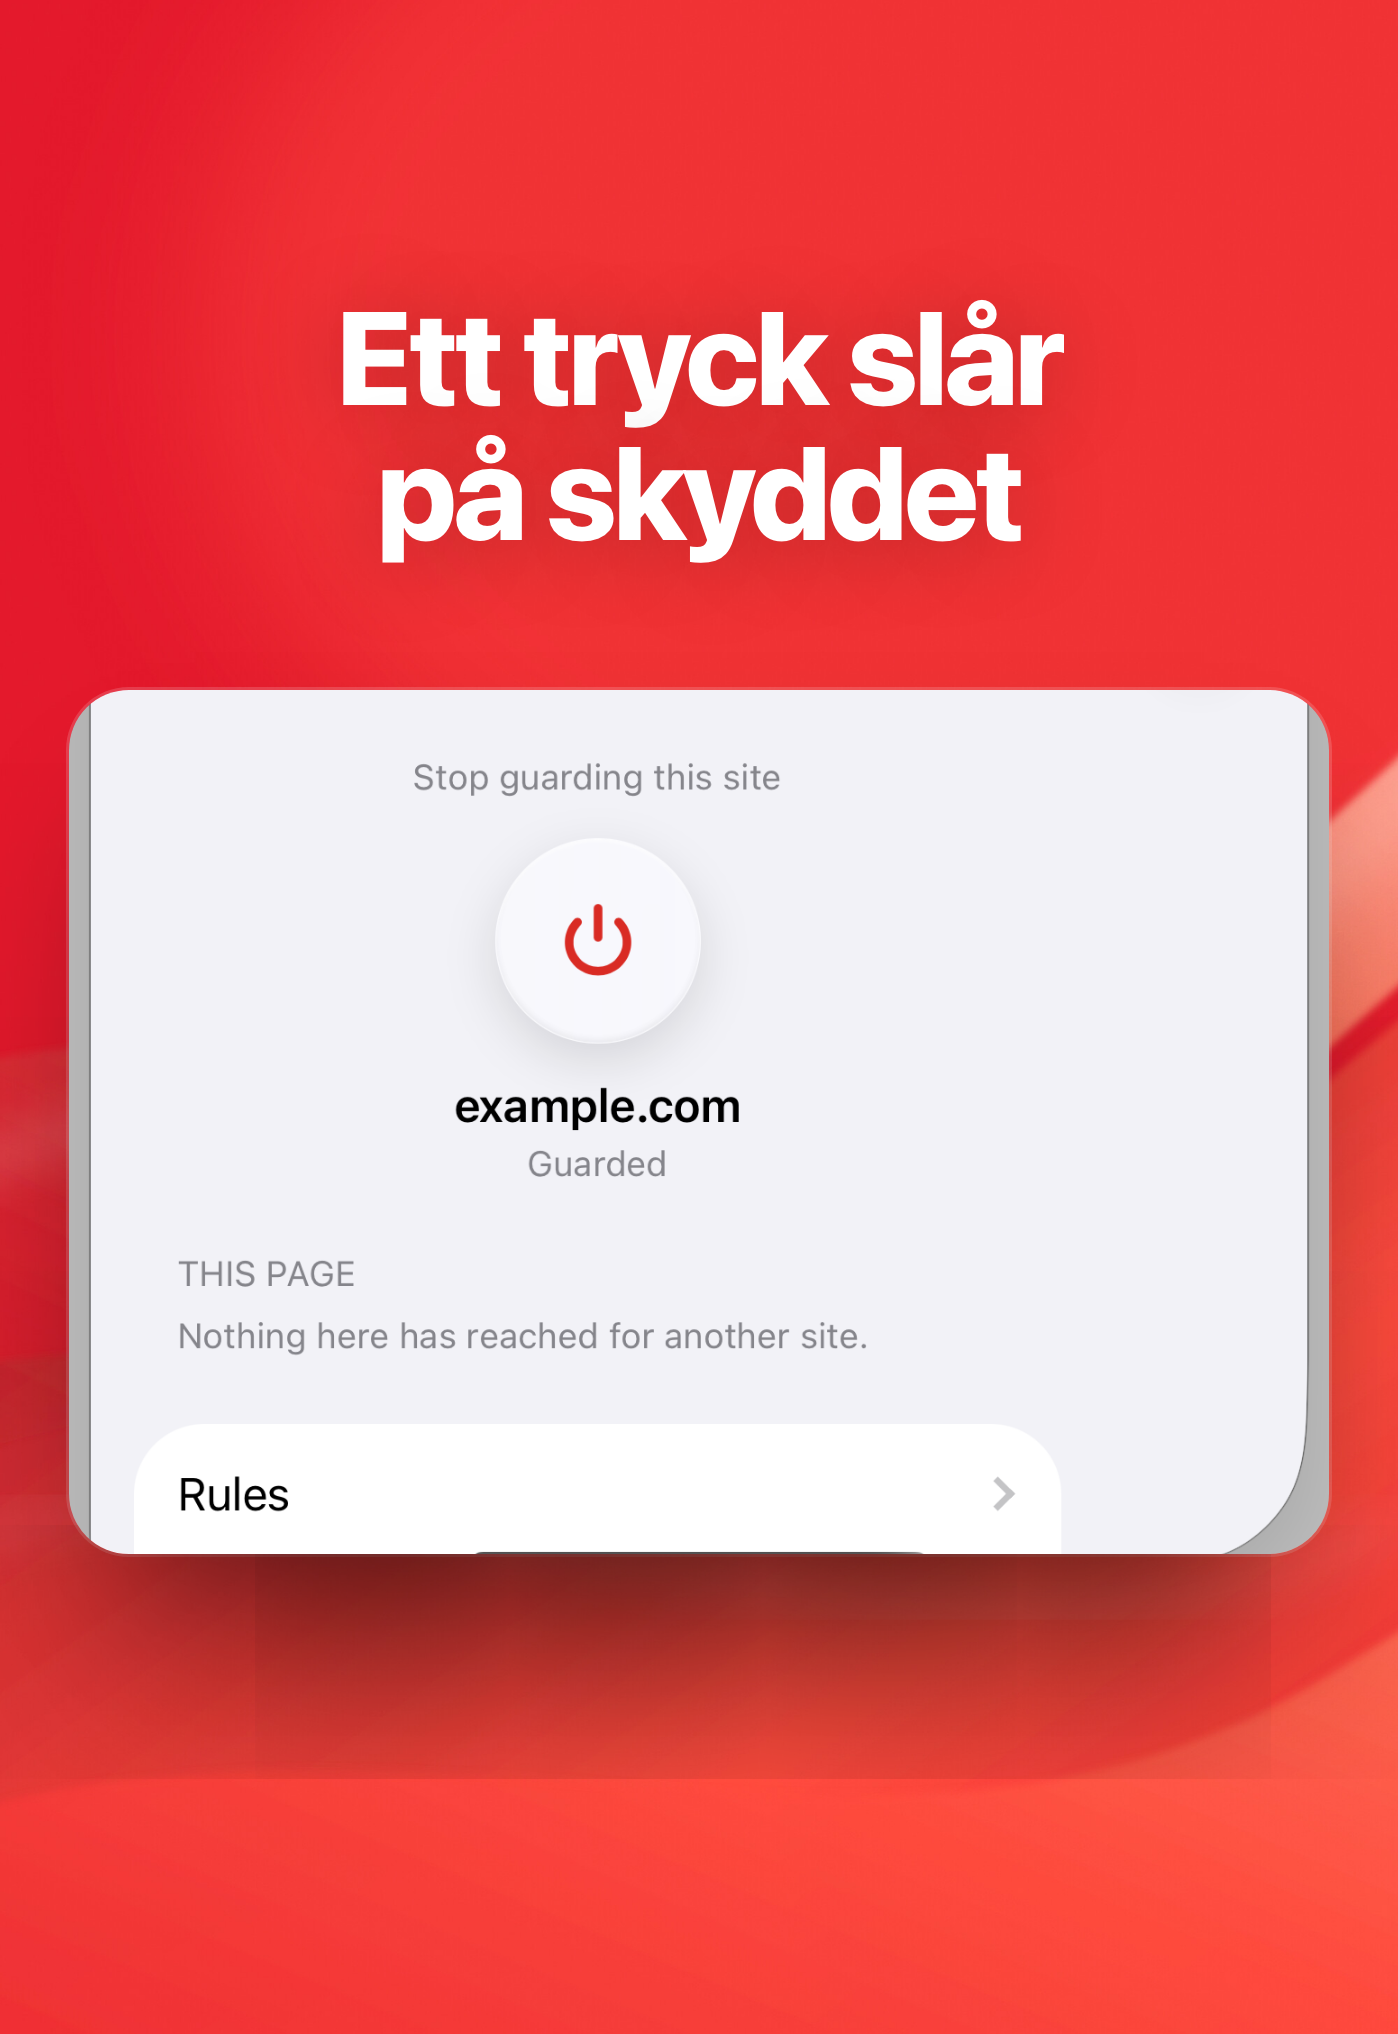 Ett tryck slår
på skyddet
Stop guarding this site
example.com
Guarded
THIS PAGE
Nothing here has reached for another site.
Rules